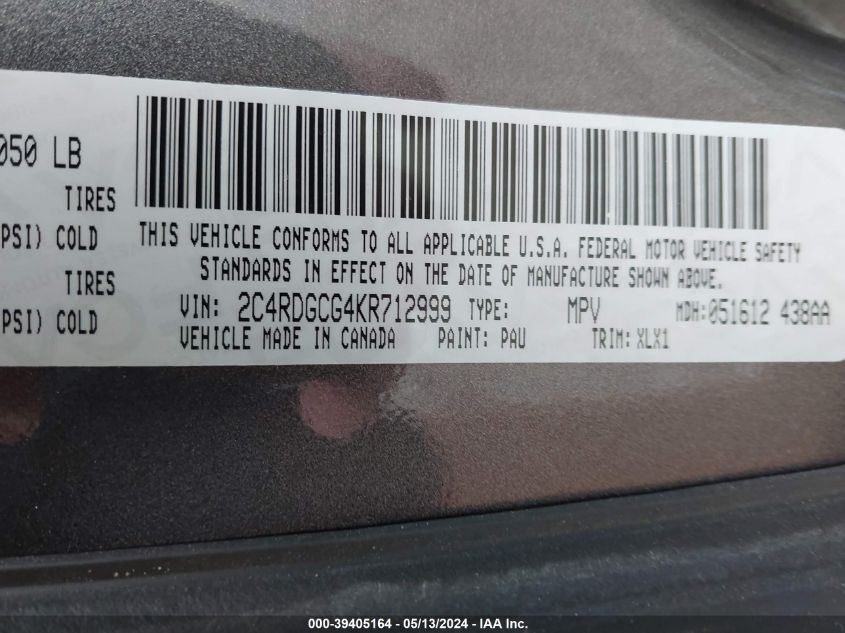 050 LB
TIRES
PSI) COLD
TIRES
PSI) COLD
THIS VEHICLE CONFORMS TO ALL APPLICABLE U.S.A. FEDERAL MOTOR VEHICLE SAFETY
STANDARDS IN EFFECT ON THE DATE OF MANUFACTURE SHOWN ABOVE.
VIN: 2C4RDGCG4KR712999 TYPE: MPV MDH:051612 438AA
VEHICLE MADE IN CANADA PAINT: PAU TRIM: XLX1
000-39405164 - 05/13/2024 - IAA Inc.